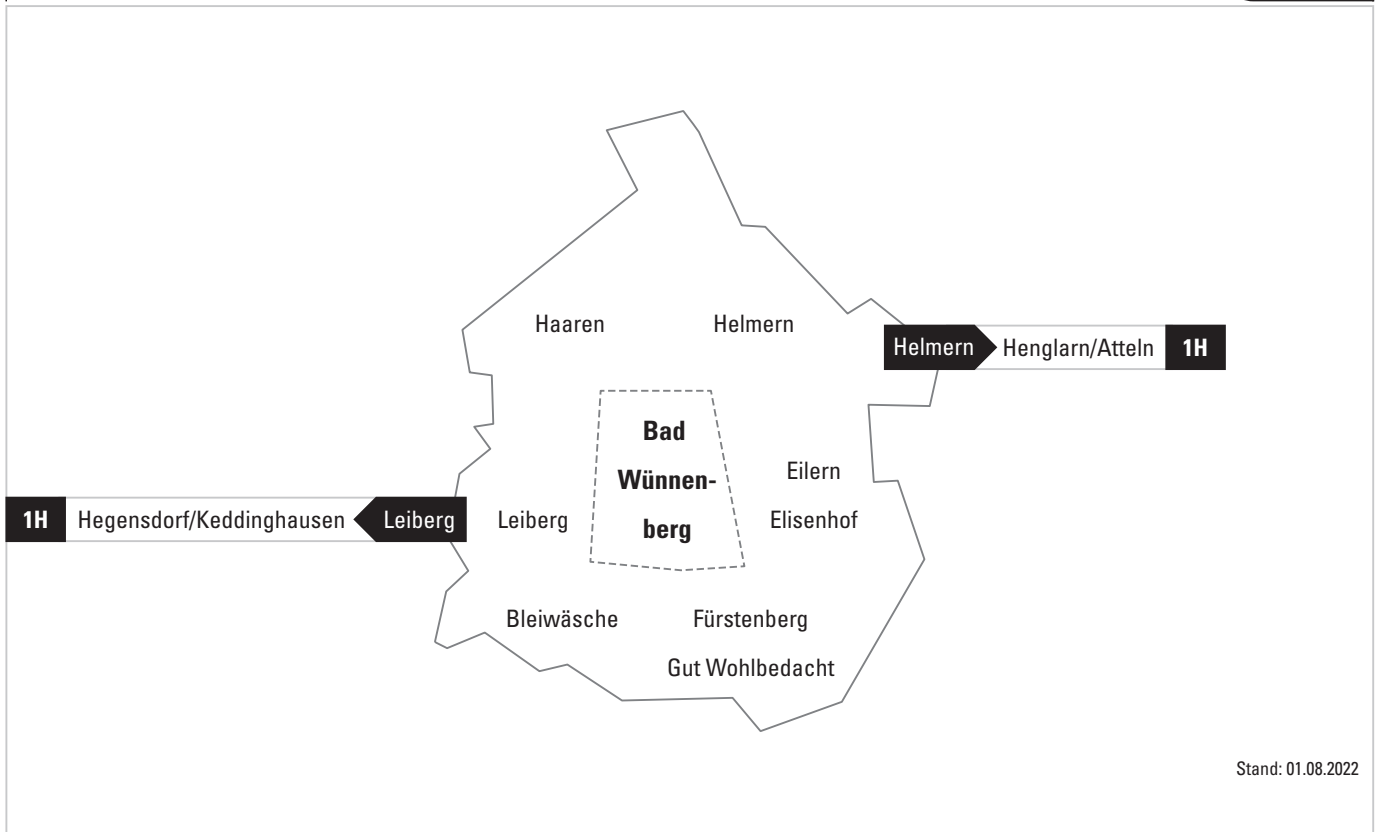 Haaren Helmern
Helmern Henglarn/Atteln 1H
Bad
Wünnen-
berg
Eilern
1H Hegensdorf/Keddinghausen Leiberg
Leiberg
Elisenhof
Bleiwäsche Fürstenberg
Gut Wohlbedacht
Stand: 01.08.2022